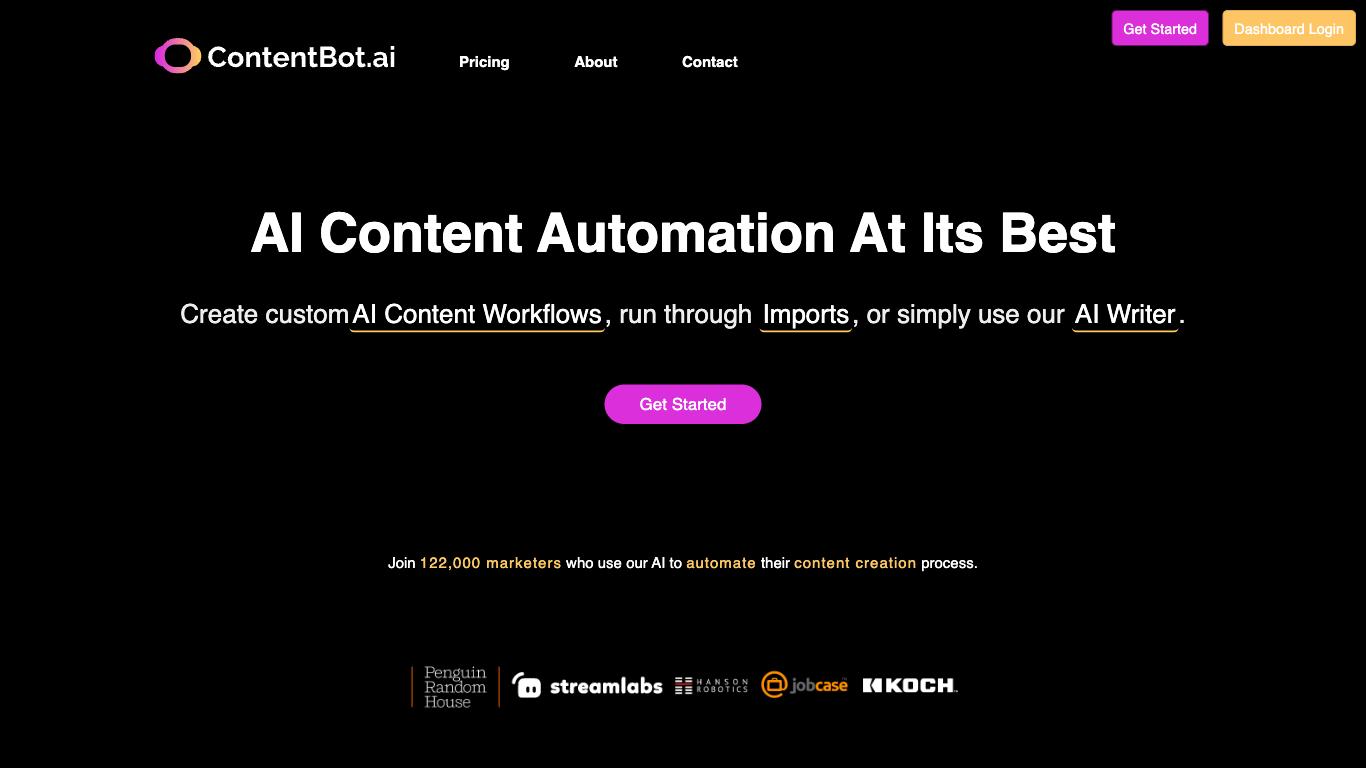 Get Started
Dashboard Login
ContentBot.ai
Pricing
About
Contact
AI Content Automation At Its Best
Create custom AI Content Workflows, run through Imports, or simply use our AI Writer.
Get Started
Join 122,000 marketers who use our AI to automate their content creation process.
Penguin
Random
House
streamlabs
HANSON
ROBOTICS
jobcase
KOCH